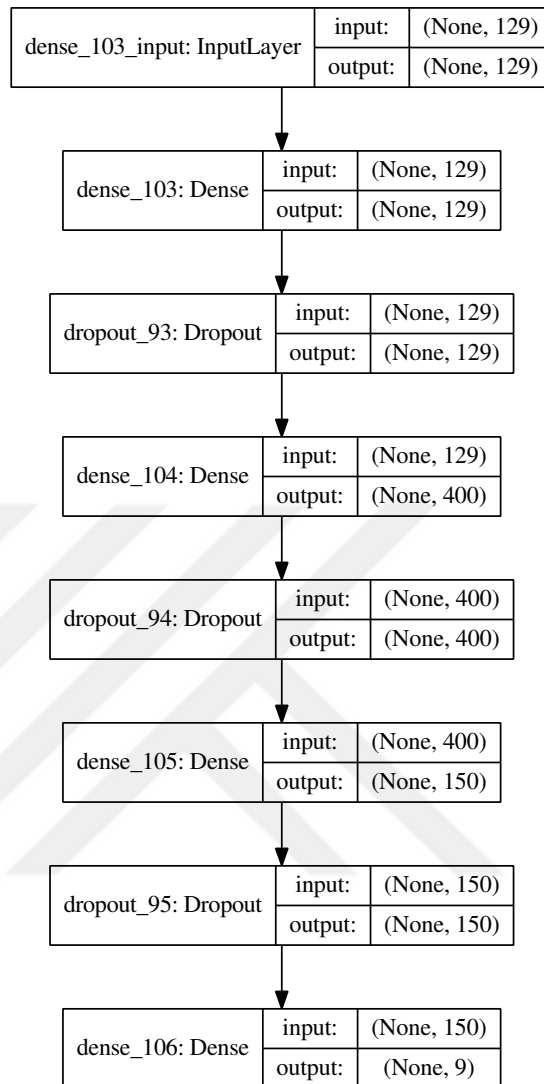 dense_103_input: InputLayer
input: (None, 129)
output: (None, 129)
dense_103: Dense
input: (None, 129)
output: (None, 129)
dropout_93: Dropout
input: (None, 129)
output: (None, 129)
dense_104: Dense
input: (None, 129)
output: (None, 400)
dropout_94: Dropout
input: (None, 400)
output: (None, 400)
dense_105: Dense
input: (None, 400)
output: (None, 150)
dropout_95: Dropout
input: (None, 150)
output: (None, 150)
dense_106: Dense
input: (None, 150)
output: (None, 9)